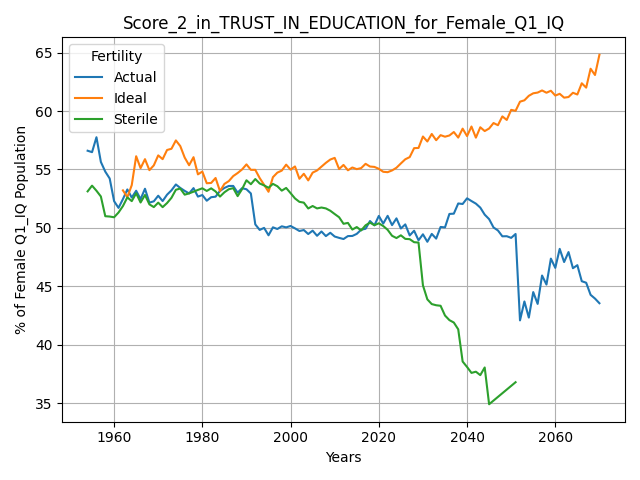 Score_2_in_TRUST_IN_EDUCATION_for_Female_Q1_IQ
Fertility
Actual
Ideal
Sterile
% of Female Q1_IQ Population
65
60
55
50
45
40
35
1960
1980
2000
2020
2040
2060
Years